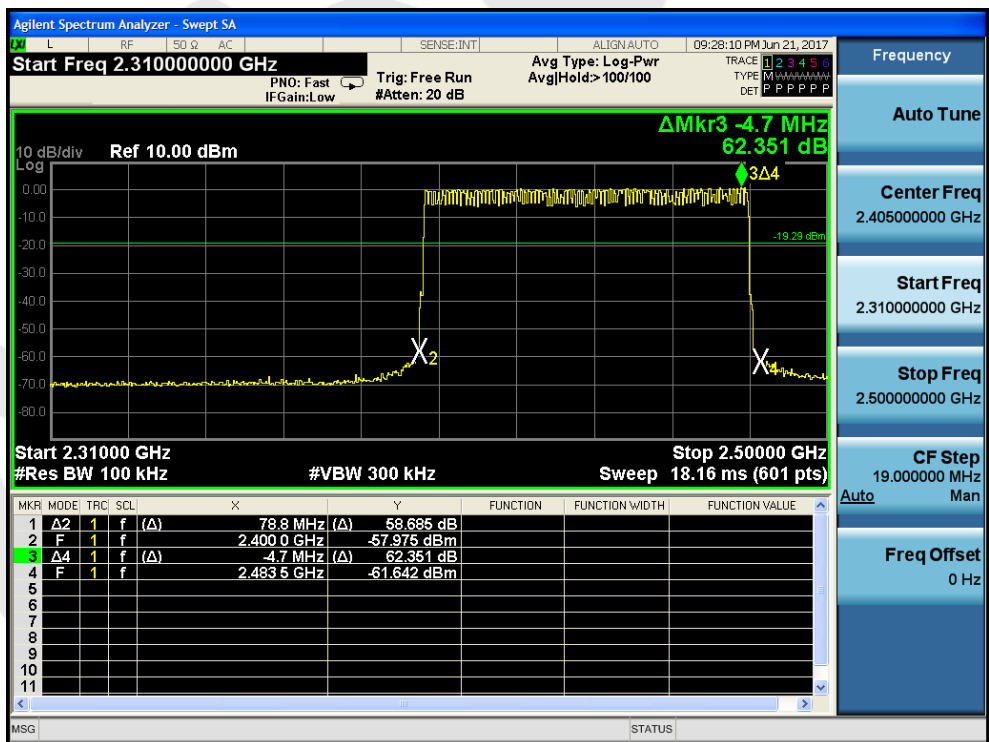 Agilent Spectrum Analyzer - Swept SA
LXI L RF 50 Ω AC SENSE:INT ALIGN AUTO 09:28:10 PM Jun 21, 2017
Start Freq 2.310000000 GHz
PNO: Fast
IFGain:Low
Trig: Free Run
#Atten: 20 dB
Avg Type: Log-Pwr
Avg|Hold:> 100/100
TRACE 1 2 3 4 5 6
TYPE M WWWWW
DET P P P P P P
ΔMkr3 -4.7 MHz
62.351 dB
10 dB/div Ref 10.00 dBm
Log
3Δ4
0.00
-10.0
-19.29 dBm
-20.0
-30.0
-40.0
-50.0
X2
-60.0
X4
-70.0
-80.0
Start 2.31000 GHz Stop 2.50000 GHz
#Res BW 100 kHz #VBW 300 kHz Sweep 18.16 ms (601 pts)
MKR MODE TRC SCL X Y FUNCTION FUNCTION WIDTH FUNCTION VALUE
1 Δ2 1 f (Δ) 78.8 MHz (Δ) 58.685 dB
2 F 1 f 2.400 0 GHz -57.975 dBm
3 Δ4 1 f (Δ) -4.7 MHz (Δ) 62.351 dB
4 F 1 f 2.483 5 GHz -61.642 dBm
5
6
7
8
9
10
11
MSG STATUS
Frequency
Auto Tune
Center Freq
2.405000000 GHz
Start Freq
2.310000000 GHz
Stop Freq
2.500000000 GHz
CF Step
19.000000 MHz
Auto Man
Freq Offset
0 Hz